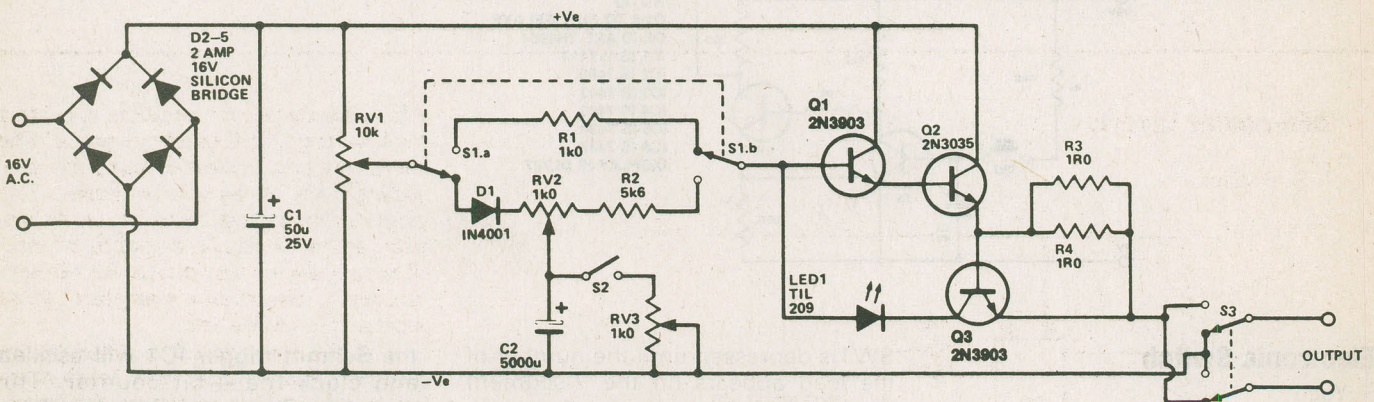 +Ve
D2–5
2 AMP
16V
SILICON
BRIDGE
16V
A.C.
C1
50u
25V
+
RV1
10k
S1.a
R1
1k0
S1.b
D1
IN4001
RV2
1k0
R2
5k6
S2
+
C2
5000u
RV3
1k0
Q1
2N3903
Q2
2N3035
R3
1R0
R4
1R0
LED1
TIL
209
Q3
2N3903
S3
OUTPUT
–Ve